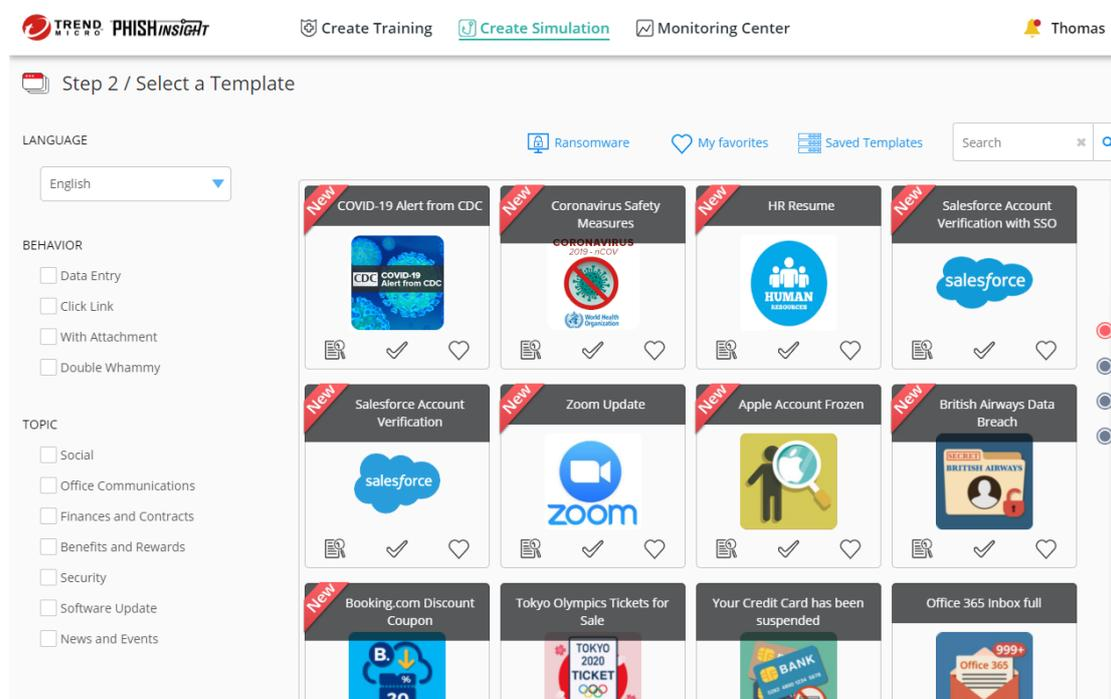 TREND MICRO PHISH INSIGHT
Create Training
Create Simulation
Monitoring Center
Thomas
Step 2 / Select a Template
LANGUAGE
English
BEHAVIOR
Data Entry
Click Link
With Attachment
Double Whammy
TOPIC
Social
Office Communications
Finances and Contracts
Benefits and Rewards
Security
Software Update
News and Events
Ransomware
My favorites
Saved Templates
Search
New
COVID-19 Alert from CDC
CDC
COVID-19
Alert from CDC
New
Coronavirus Safety
Measures
CORONAVIRUS
2019 - nCOV
World Health
Organization
New
HR Resume
HUMAN
RESOURCES
New
Salesforce Account
Verification with SSO
salesforce
New
Salesforce Account
Verification
salesforce
New
Zoom Update
zoom
New
Apple Account Frozen
New
British Airways Data
Breach
SECRET
BRITISH AIRWAYS
New
Booking.com Discount
Coupon
B.
%
Tokyo Olympics Tickets for
Sale
TOKYO
2020
TICKET
Your Credit Card has been
suspended
BANK
Office 365 Inbox full
999+
Office 365